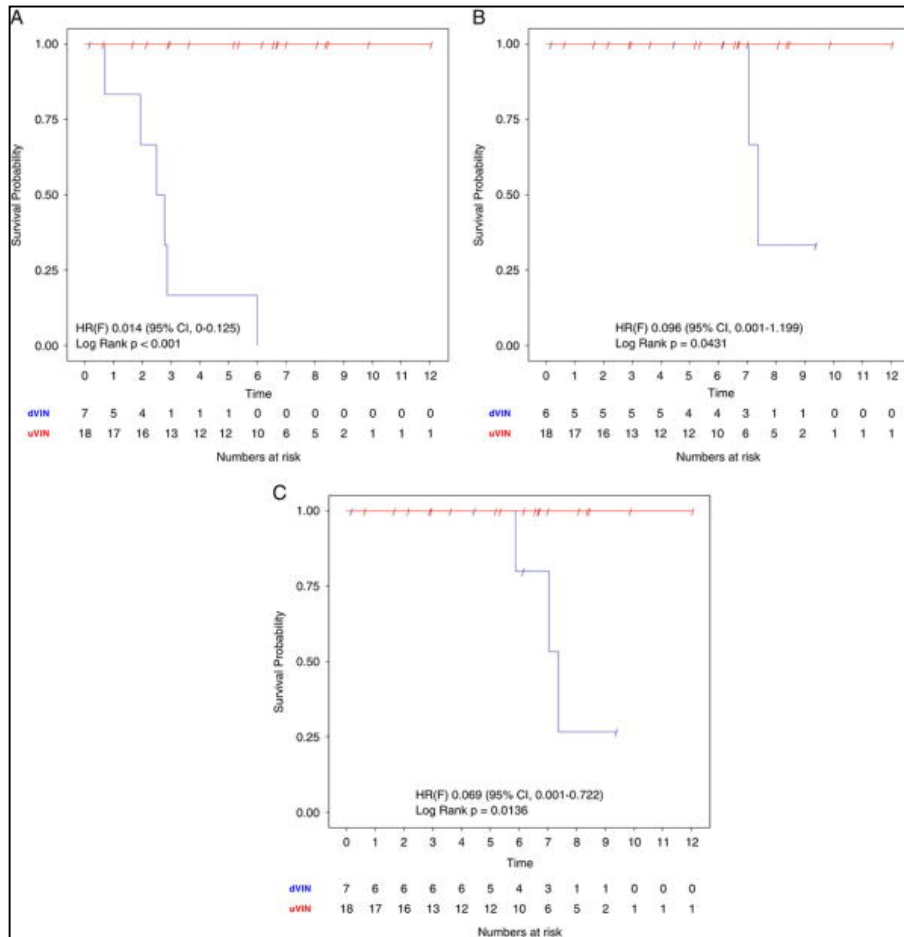 A
Survival Probability
1.00
0.75
0.50
0.25
0.00
HR(F) 0.014 (95% CI, 0-0.125)
Log Rank p < 0.001
0 1 2 3 4 5 6 7 8 9 10 11 12
Time
dVIN 7 5 4 1 1 1 0 0 0 0 0 0 0
uVIN 18 17 16 13 12 12 10 6 5 2 1 1 1
Numbers at risk
B
Survival Probability
1.00
0.75
0.50
0.25
0.00
HR(F) 0.096 (95% CI, 0.001-1.199)
Log Rank p = 0.0431
0 1 2 3 4 5 6 7 8 9 10 11 12
Time
dVIN 6 5 5 5 5 4 4 3 1 1 0 0 0
uVIN 18 17 16 13 12 12 10 6 5 2 1 1 1
Numbers at risk
C
Survival Probability
1.00
0.75
0.50
0.25
0.00
HR(F) 0.069 (95% CI, 0.001-0.722)
Log Rank p = 0.0136
0 1 2 3 4 5 6 7 8 9 10 11 12
Time
dVIN 7 6 6 6 6 5 4 3 1 1 0 0 0
uVIN 18 17 16 13 12 12 10 6 5 2 1 1 1
Numbers at risk